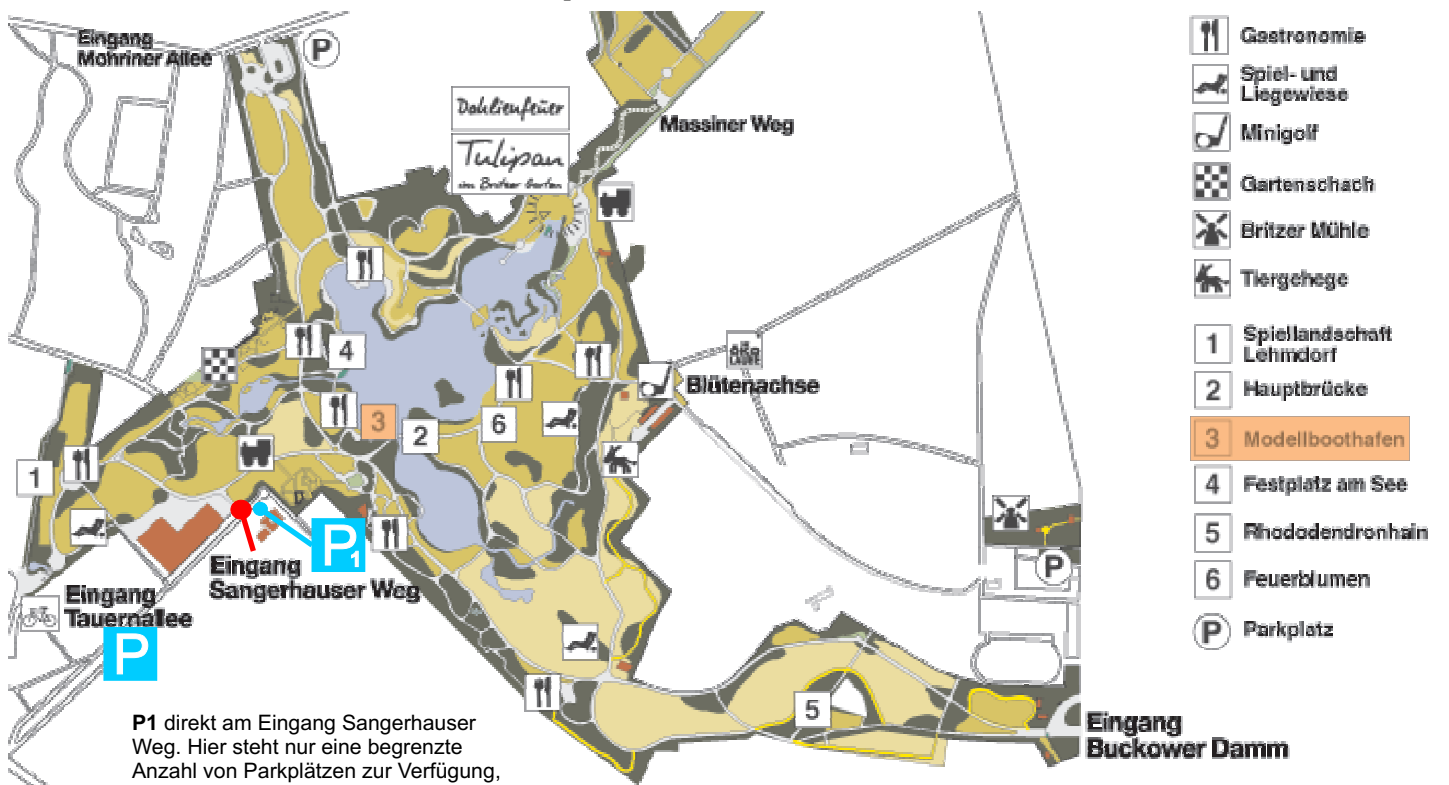 Eingang
Mohriner Allee
P
Dahlienfeuer
Tulipan
im Britzer Garten
Massiner Weg
4
3
2
6
Blütenachse
1
P1
Eingang
Sangerhauser Weg
Eingang
Tauernallee
P
P
5
Eingang
Buckower Damm
P1 direkt am Eingang Sangerhauser
Weg. Hier steht nur eine begrenzte
Anzahl von Parkplätzen zur Verfügung,
Gastronomie
Spiel- und
Liegewiese
Minigolf
Gartenschach
Britzer Mühle
Tiergehege
1 Spiellandschaft
Lehmdorf
2 Hauptbrücke
3 Modellboothafen
4 Festplatz am See
5 Rhododendronhain
6 Feuerblumen
P Parkplatz